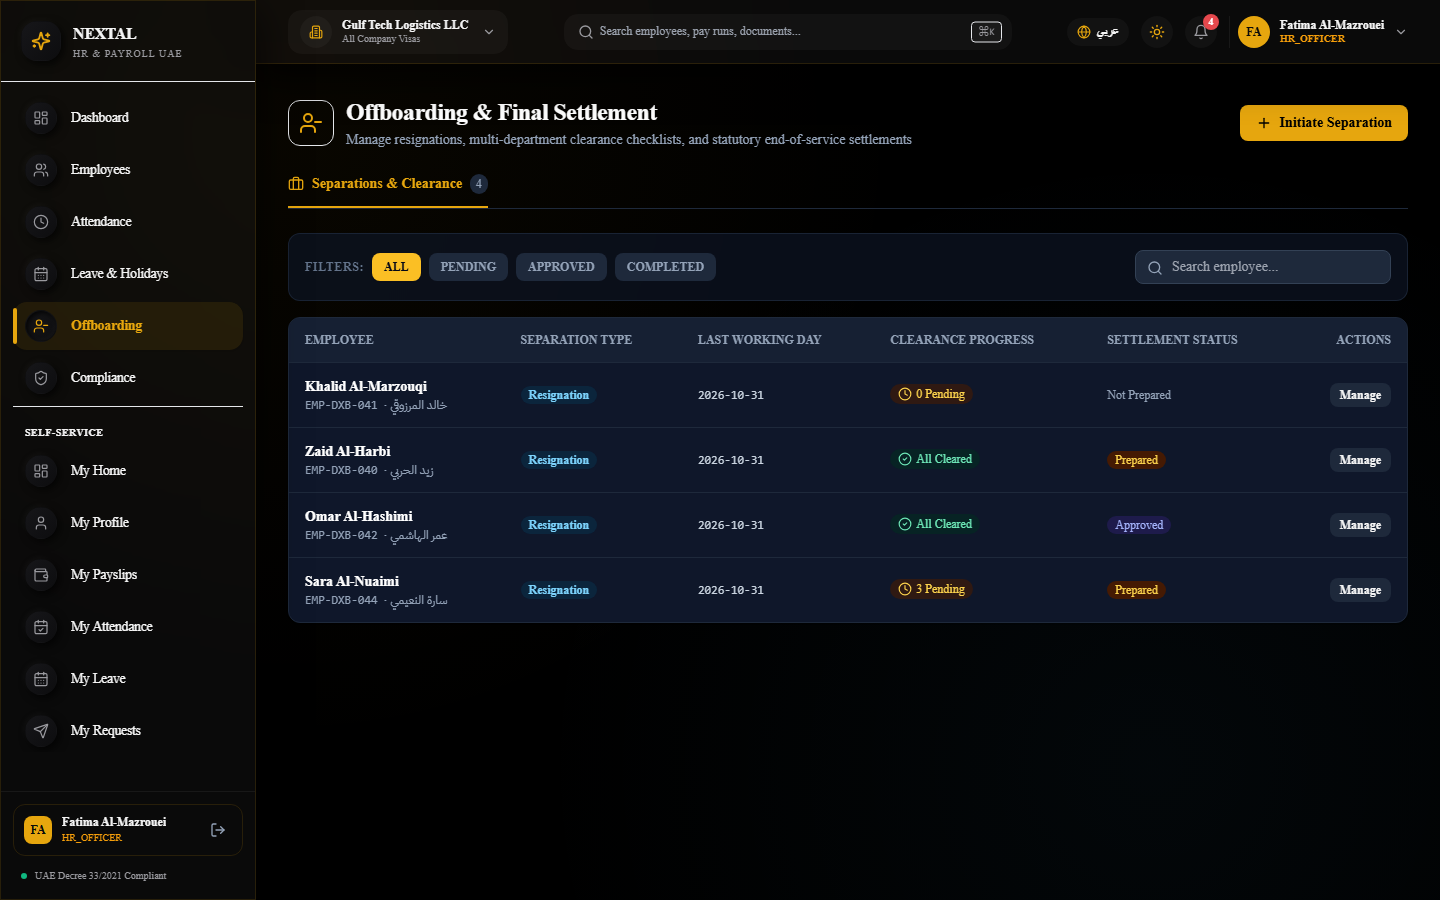 NEXTAL
HR & PAYROLL UAE
Dashboard
Employees
Attendance
Leave & Holidays
Offboarding
Compliance
SELF-SERVICE
My Home
My Profile
My Payslips
My Attendance
My Leave
My Requests
FA
Fatima Al-Mazrouei
HR_OFFICER
UAE Decree 33/2021 Compliant
Gulf Tech Logistics LLC
All Company Visas
Search employees, pay runs, documents...
⌘K
عربي
4
FA
Fatima Al-Mazrouei
HR_OFFICER
Offboarding & Final Settlement
Manage resignations, multi-department clearance checklists, and statutory end-of-service settlements
Initiate Separation
Separations & Clearance 4
FILTERS: ALL PENDING APPROVED COMPLETED
Search employee...
EMPLOYEE SEPARATION TYPE LAST WORKING DAY CLEARANCE PROGRESS SETTLEMENT STATUS ACTIONS
Khalid Al-Marzouqi
EMP-DXB-041 · خالد المرزوقي
Resignation 2026-10-31 0 Pending Not Prepared Manage
Zaid Al-Harbi
EMP-DXB-040 · زيد الحربي
Resignation 2026-10-31 All Cleared Prepared Manage
Omar Al-Hashimi
EMP-DXB-042 · عمر الهاشمي
Resignation 2026-10-31 All Cleared Approved Manage
Sara Al-Nuaimi
EMP-DXB-044 · سارة النعيمي
Resignation 2026-10-31 3 Pending Prepared Manage